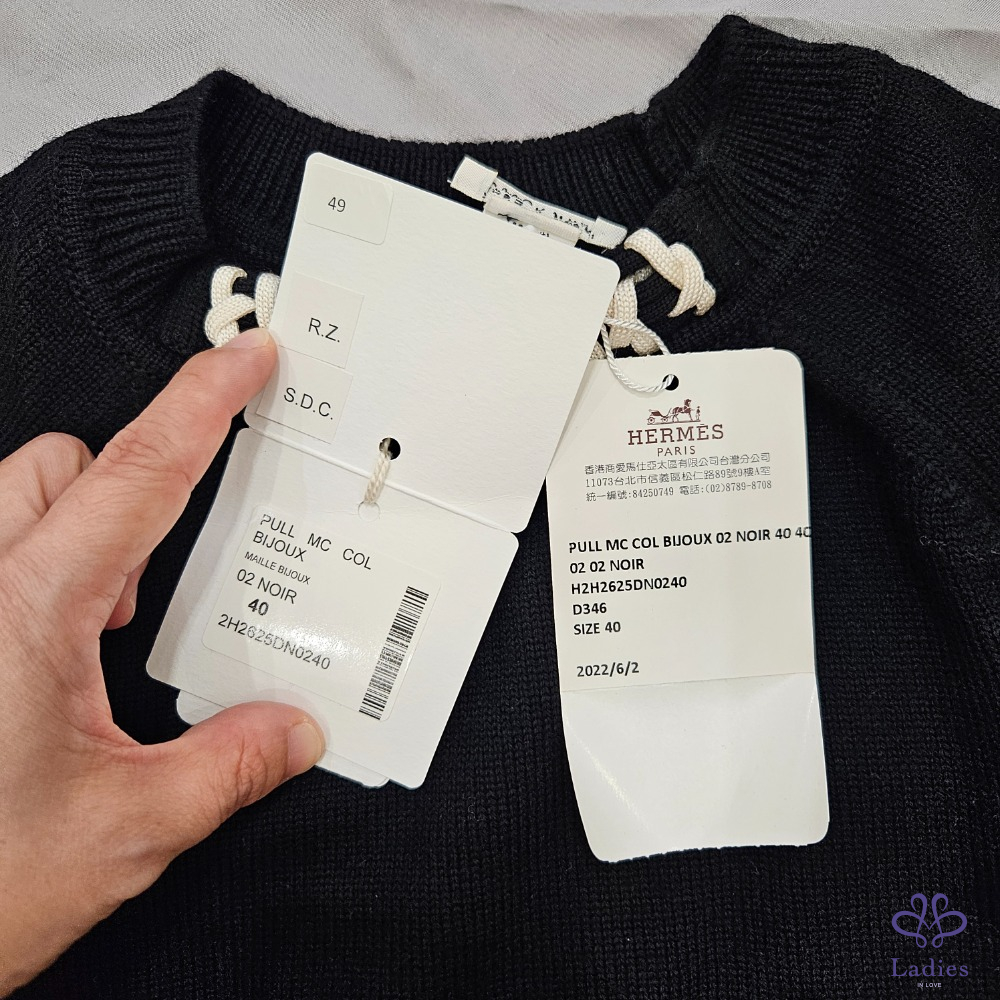 49
R.Z.
S.D.C.
PULL MC COL
BIJOUX
MAILLE BIJOUX
02 NOIR
40
2H2625DN0240
HERMÈS
PARIS
香港商愛馬仕亞太區有限公司台灣分公司
11073台北市信義區松仁路89號9樓A室
統一編號:84250749 電話:(02)8789-8708
PULL MC COL BIJOUX 02 NOIR 40 40
02 02 NOIR
H2H2625DN0240
D346
SIZE 40
2022/6/2
Ladies
IN LOVE